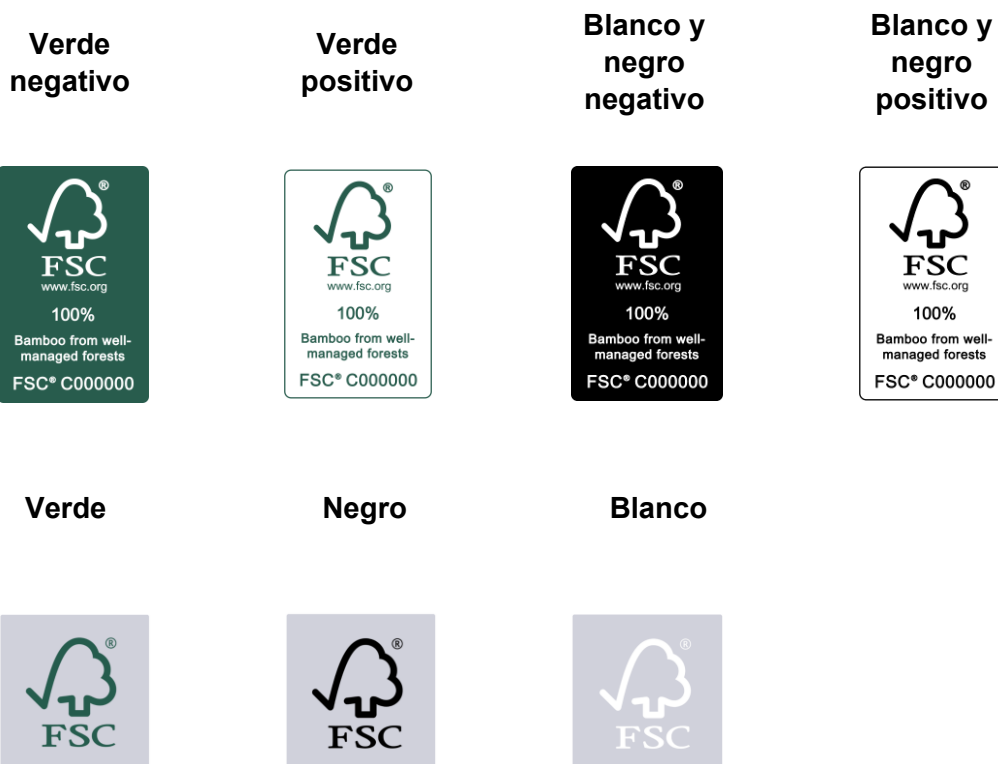 Verde
negativo
Verde
positivo
Blanco y
negro
negativo
Blanco y
negro
positivo
®
FSC
www.fsc.org
100%
Bamboo from well-
managed forests
FSC® C000000
®
FSC
www.fsc.org
100%
Bamboo from well-
managed forests
FSC® C000000
®
FSC
www.fsc.org
100%
Bamboo from well-
managed forests
FSC® C000000
®
FSC
www.fsc.org
100%
Bamboo from well-
managed forests
FSC® C000000
Verde
Negro
Blanco
®
FSC
®
FSC
®
FSC